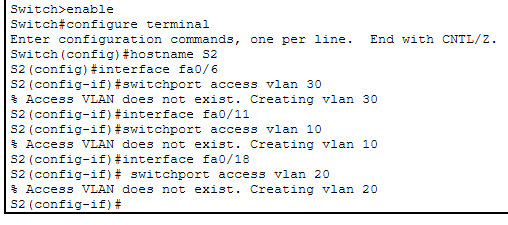 Switch>enable
Switch#configure terminal
Enter configuration commands, one per line.  End with CNTL/Z.
Switch(config)#hostname S2
S2(config)#interface fa0/6
S2(config-if)#switchport access vlan 30
% Access VLAN does not exist. Creating vlan 30
S2(config-if)#interface fa0/11
S2(config-if)#switchport access vlan 10
% Access VLAN does not exist. Creating vlan 10
S2(config-if)#interface fa0/18
S2(config-if)# switchport access vlan 20
% Access VLAN does not exist. Creating vlan 20
S2(config-if)#